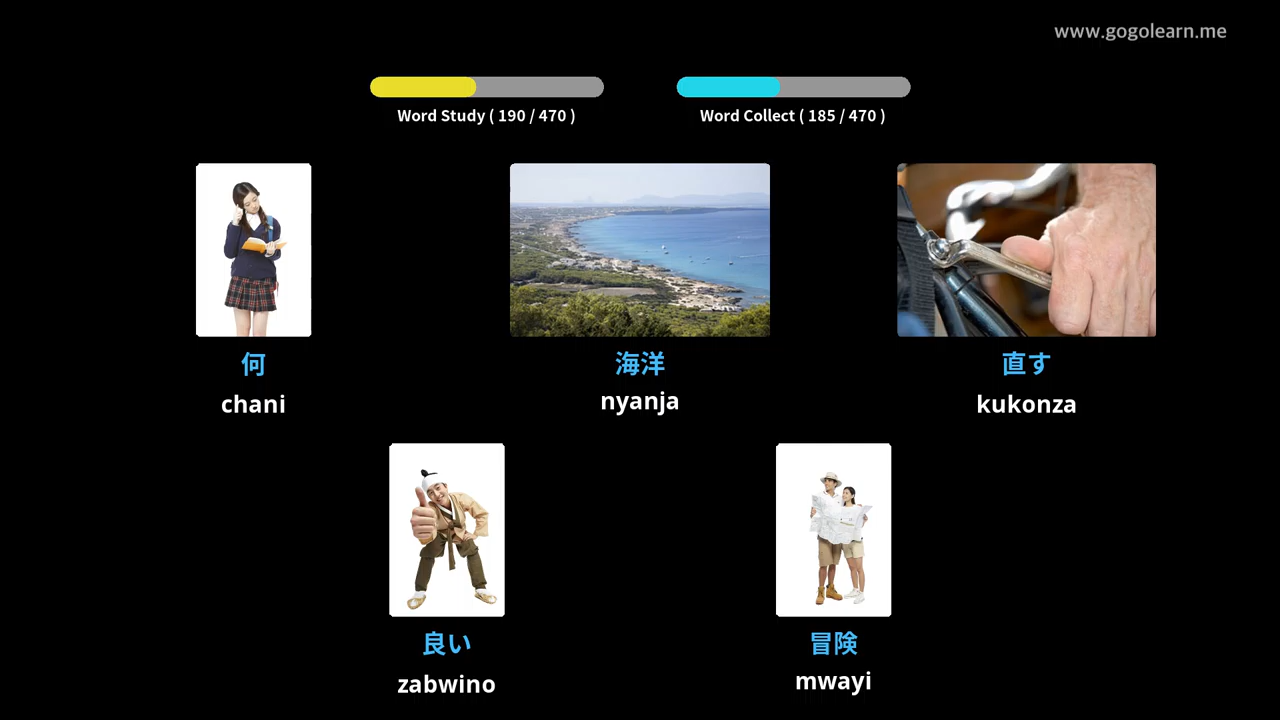 www.gogolearn.me
Word Study ( 190 / 470 )
Word Collect ( 185 / 470 )
何
海洋
直す
chani
nyanja
kukonza
良い
冒険
zabwino
mwayi